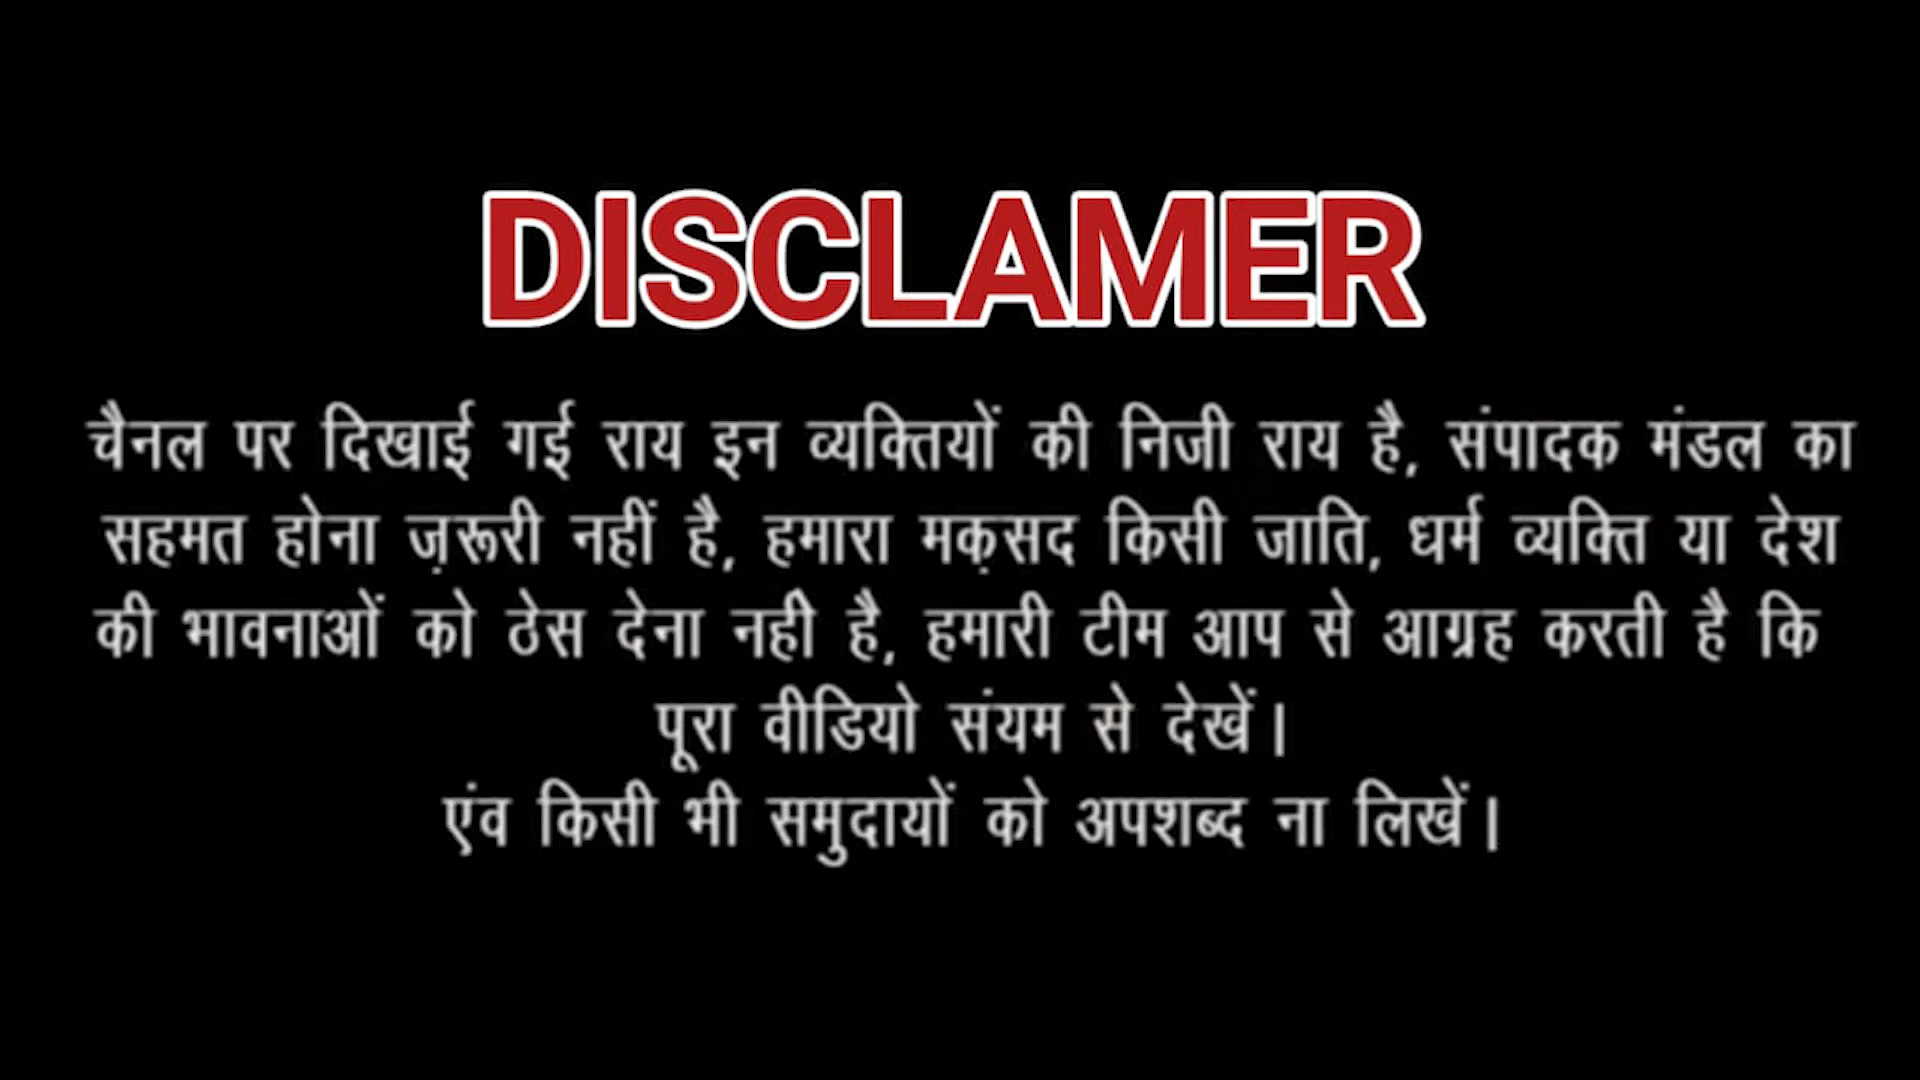 DISCLAMER
चैनल पर दिखाई गई राय इन व्यक्तियों की निजी राय है, संपादक मंडल का
सहमत होना ज़रूरी नहीं है, हमारा मक़सद किसी जाति, धर्म व्यक्ति या देश
की भावनाओं को ठेस देना नही है, हमारी टीम आप से आग्रह करती है कि
पूरा वीडियो संयम से देखें।
एंव किसी भी समुदायों को अपशब्द ना लिखें।